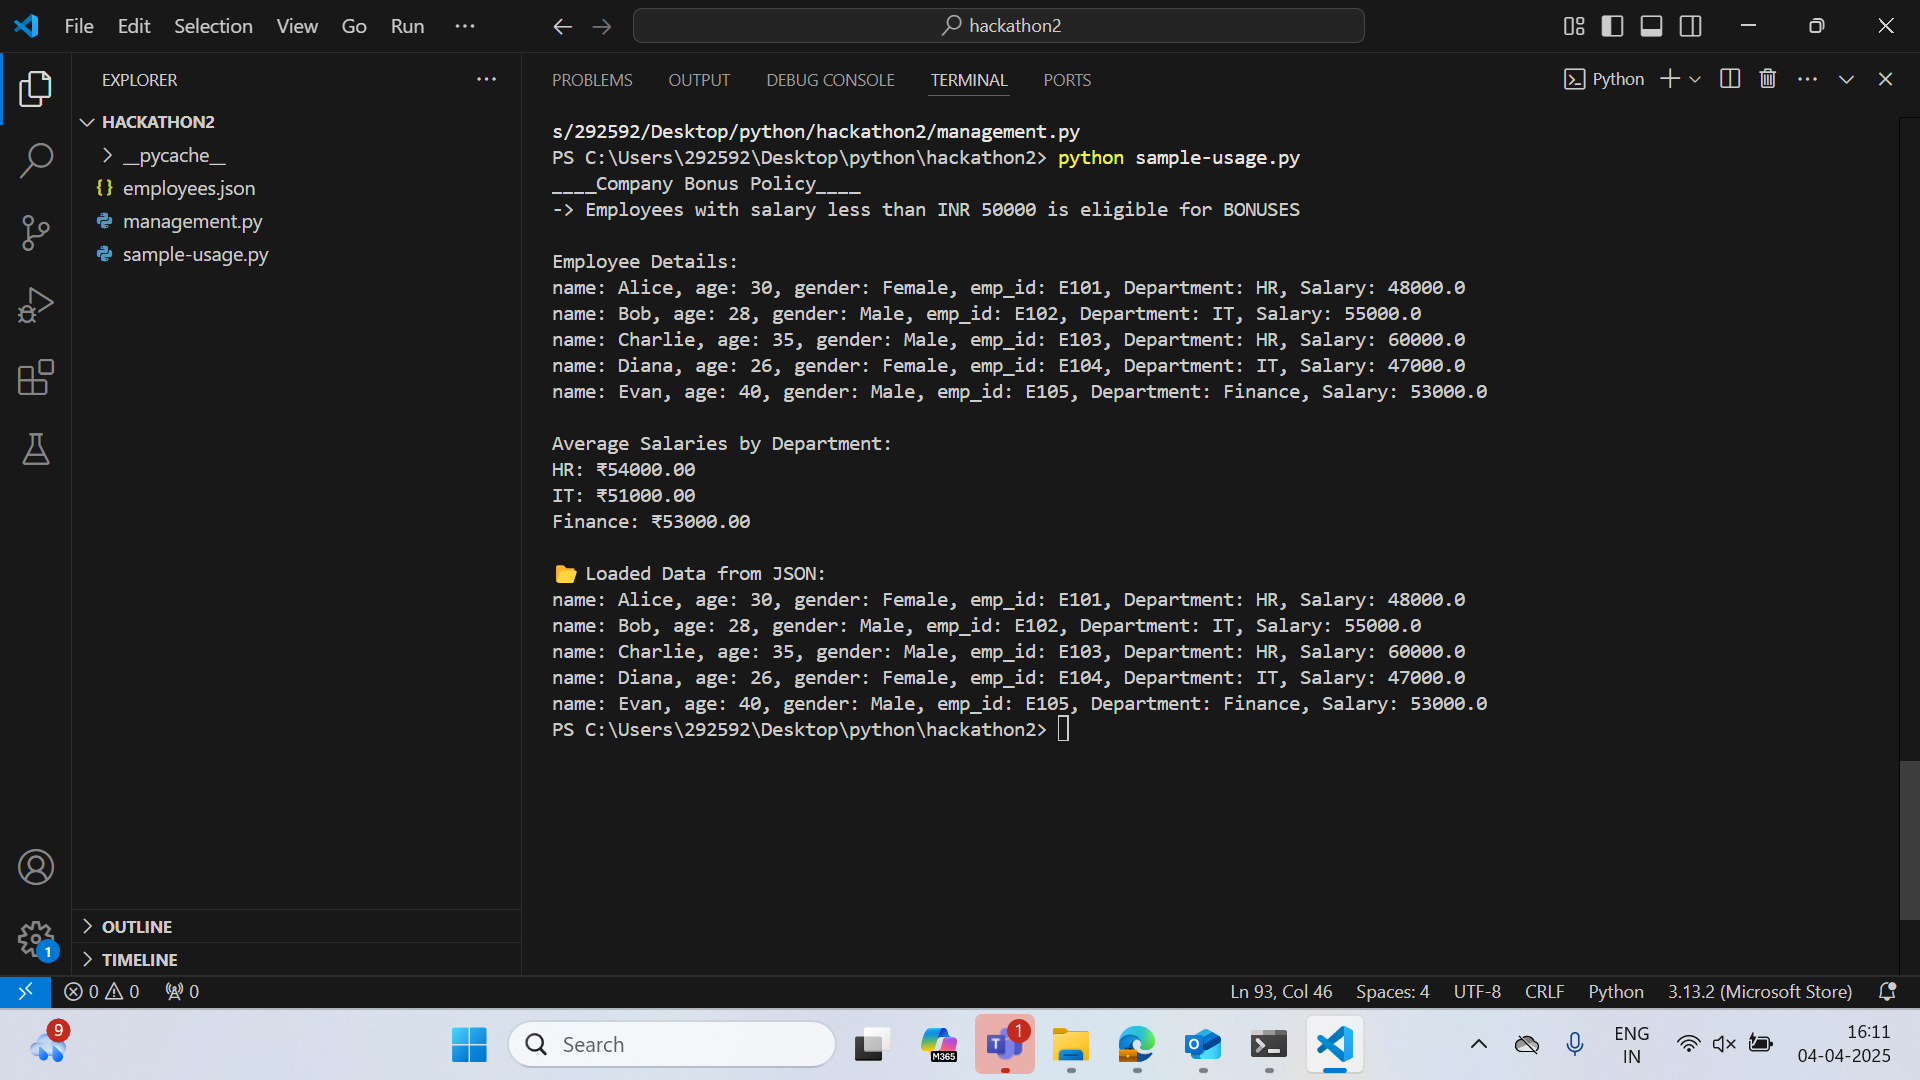 File Edit Selection View Go Run ···
hackathon2
EXPLORER
HACKATHON2
__pycache__
{} employees.json
management.py
sample-usage.py
OUTLINE
TIMELINE
PROBLEMS OUTPUT DEBUG CONSOLE TERMINAL PORTS
Python
s/292592/Desktop/python/hackathon2/management.py
PS C:\Users\292592\Desktop\python\hackathon2> python sample-usage.py
____Company Bonus Policy____
-> Employees with salary less than INR 50000 is eligible for BONUSES
Employee Details:
name: Alice, age: 30, gender: Female, emp_id: E101, Department: HR, Salary: 48000.0
name: Bob, age: 28, gender: Male, emp_id: E102, Department: IT, Salary: 55000.0
name: Charlie, age: 35, gender: Male, emp_id: E103, Department: HR, Salary: 60000.0
name: Diana, age: 26, gender: Female, emp_id: E104, Department: IT, Salary: 47000.0
name: Evan, age: 40, gender: Male, emp_id: E105, Department: Finance, Salary: 53000.0
Average Salaries by Department:
HR: ₹54000.00
IT: ₹51000.00
Finance: ₹53000.00
📂 Loaded Data from JSON:
name: Alice, age: 30, gender: Female, emp_id: E101, Department: HR, Salary: 48000.0
name: Bob, age: 28, gender: Male, emp_id: E102, Department: IT, Salary: 55000.0
name: Charlie, age: 35, gender: Male, emp_id: E103, Department: HR, Salary: 60000.0
name: Diana, age: 26, gender: Female, emp_id: E104, Department: IT, Salary: 47000.0
name: Evan, age: 40, gender: Male, emp_id: E105, Department: Finance, Salary: 53000.0
PS C:\Users\292592\Desktop\python\hackathon2>
1
0 0 0
Ln 93, Col 46 Spaces: 4 UTF-8 CRLF Python 3.13.2 (Microsoft Store)
9
Search
M365
T 1
ENG
IN
16:11
04-04-2025